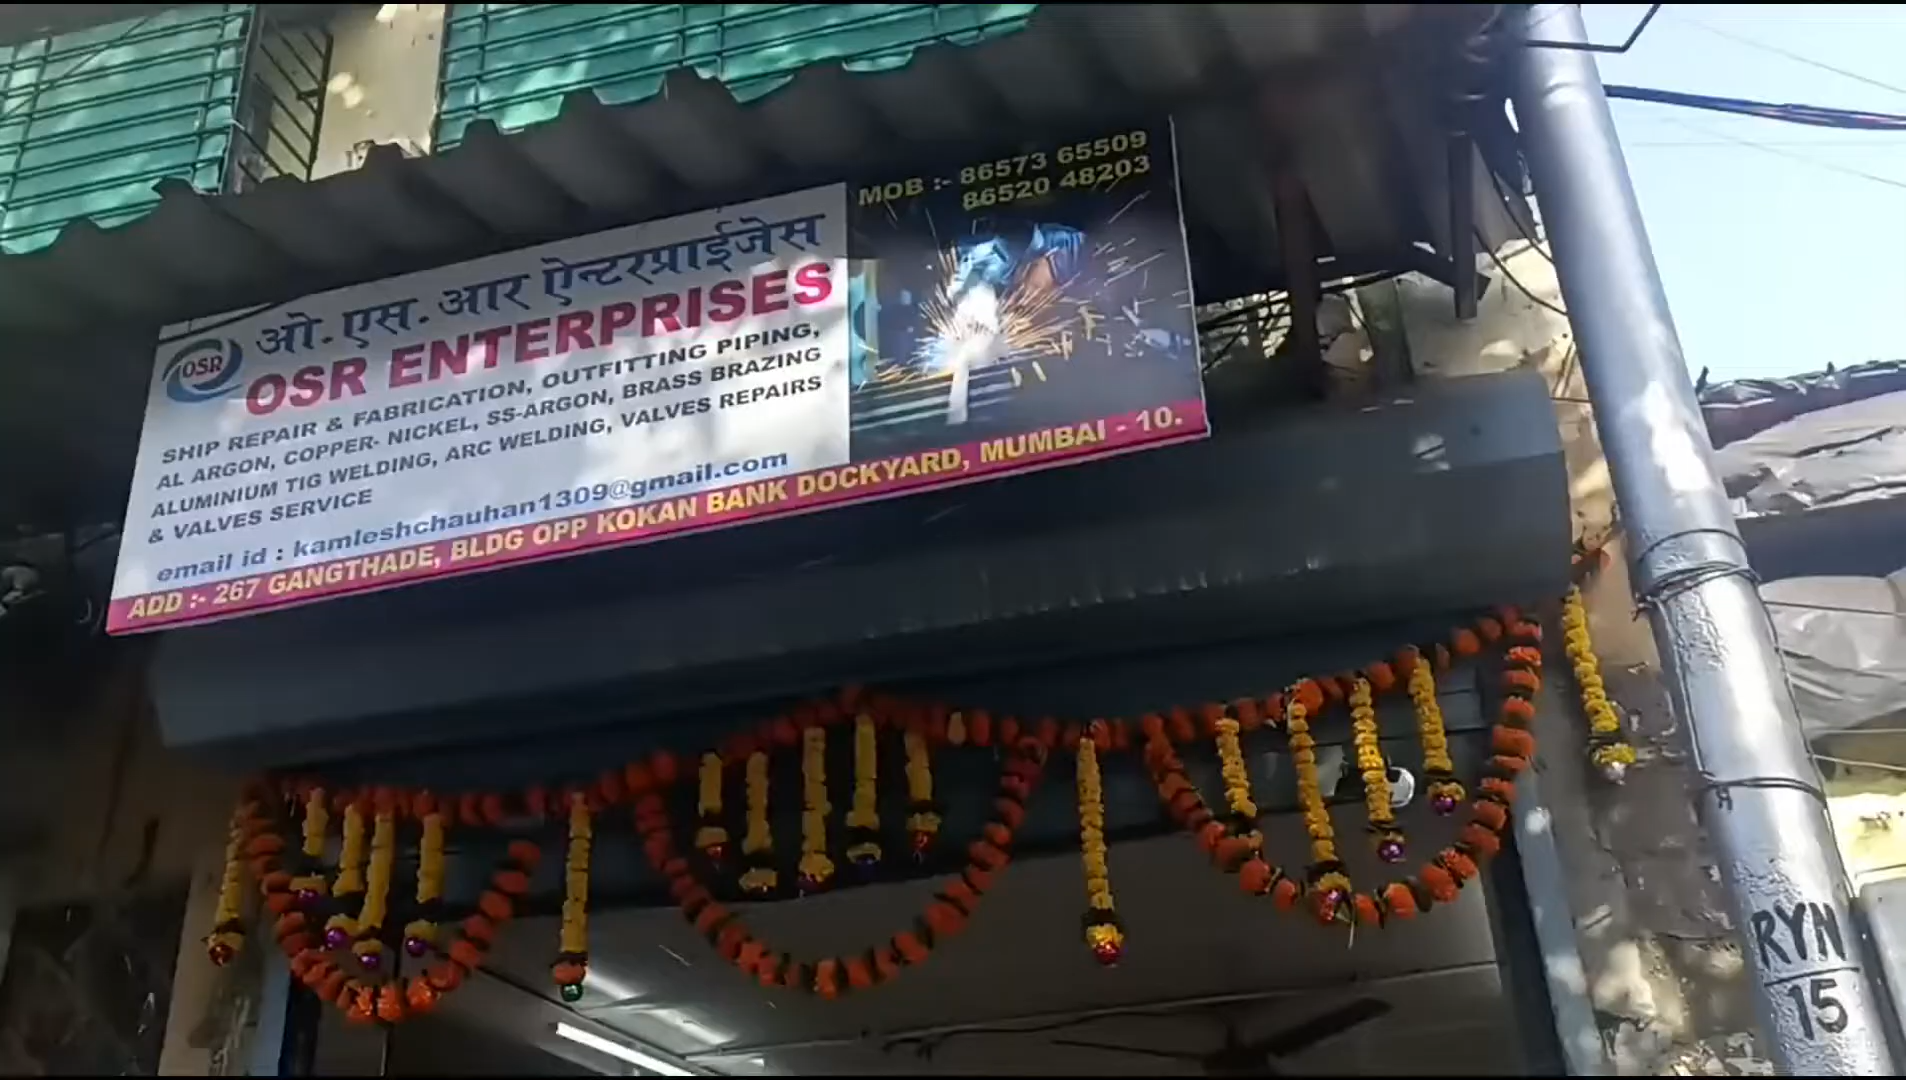 ओ. एस. आर ऐन्टरप्राईजेस
OSR
OSR ENTERPRISES
SHIP REPAIR & FABRICATION, OUTFITTING PIPING,
AL ARGON, COPPER- NICKEL, SS-ARGON, BRASS BRAZING
ALUMINIUM TIG WELDING, ARC WELDING, VALVES REPAIRS
& VALVES SERVICE
email id : kamleshchauhan1309@gmail.com
MOB :- 86573 65509
86520 48203
ADD :- 267 GANGTHADE, BLDG OPP KOKAN BANK DOCKYARD, MUMBAI - 10.
RYN
15